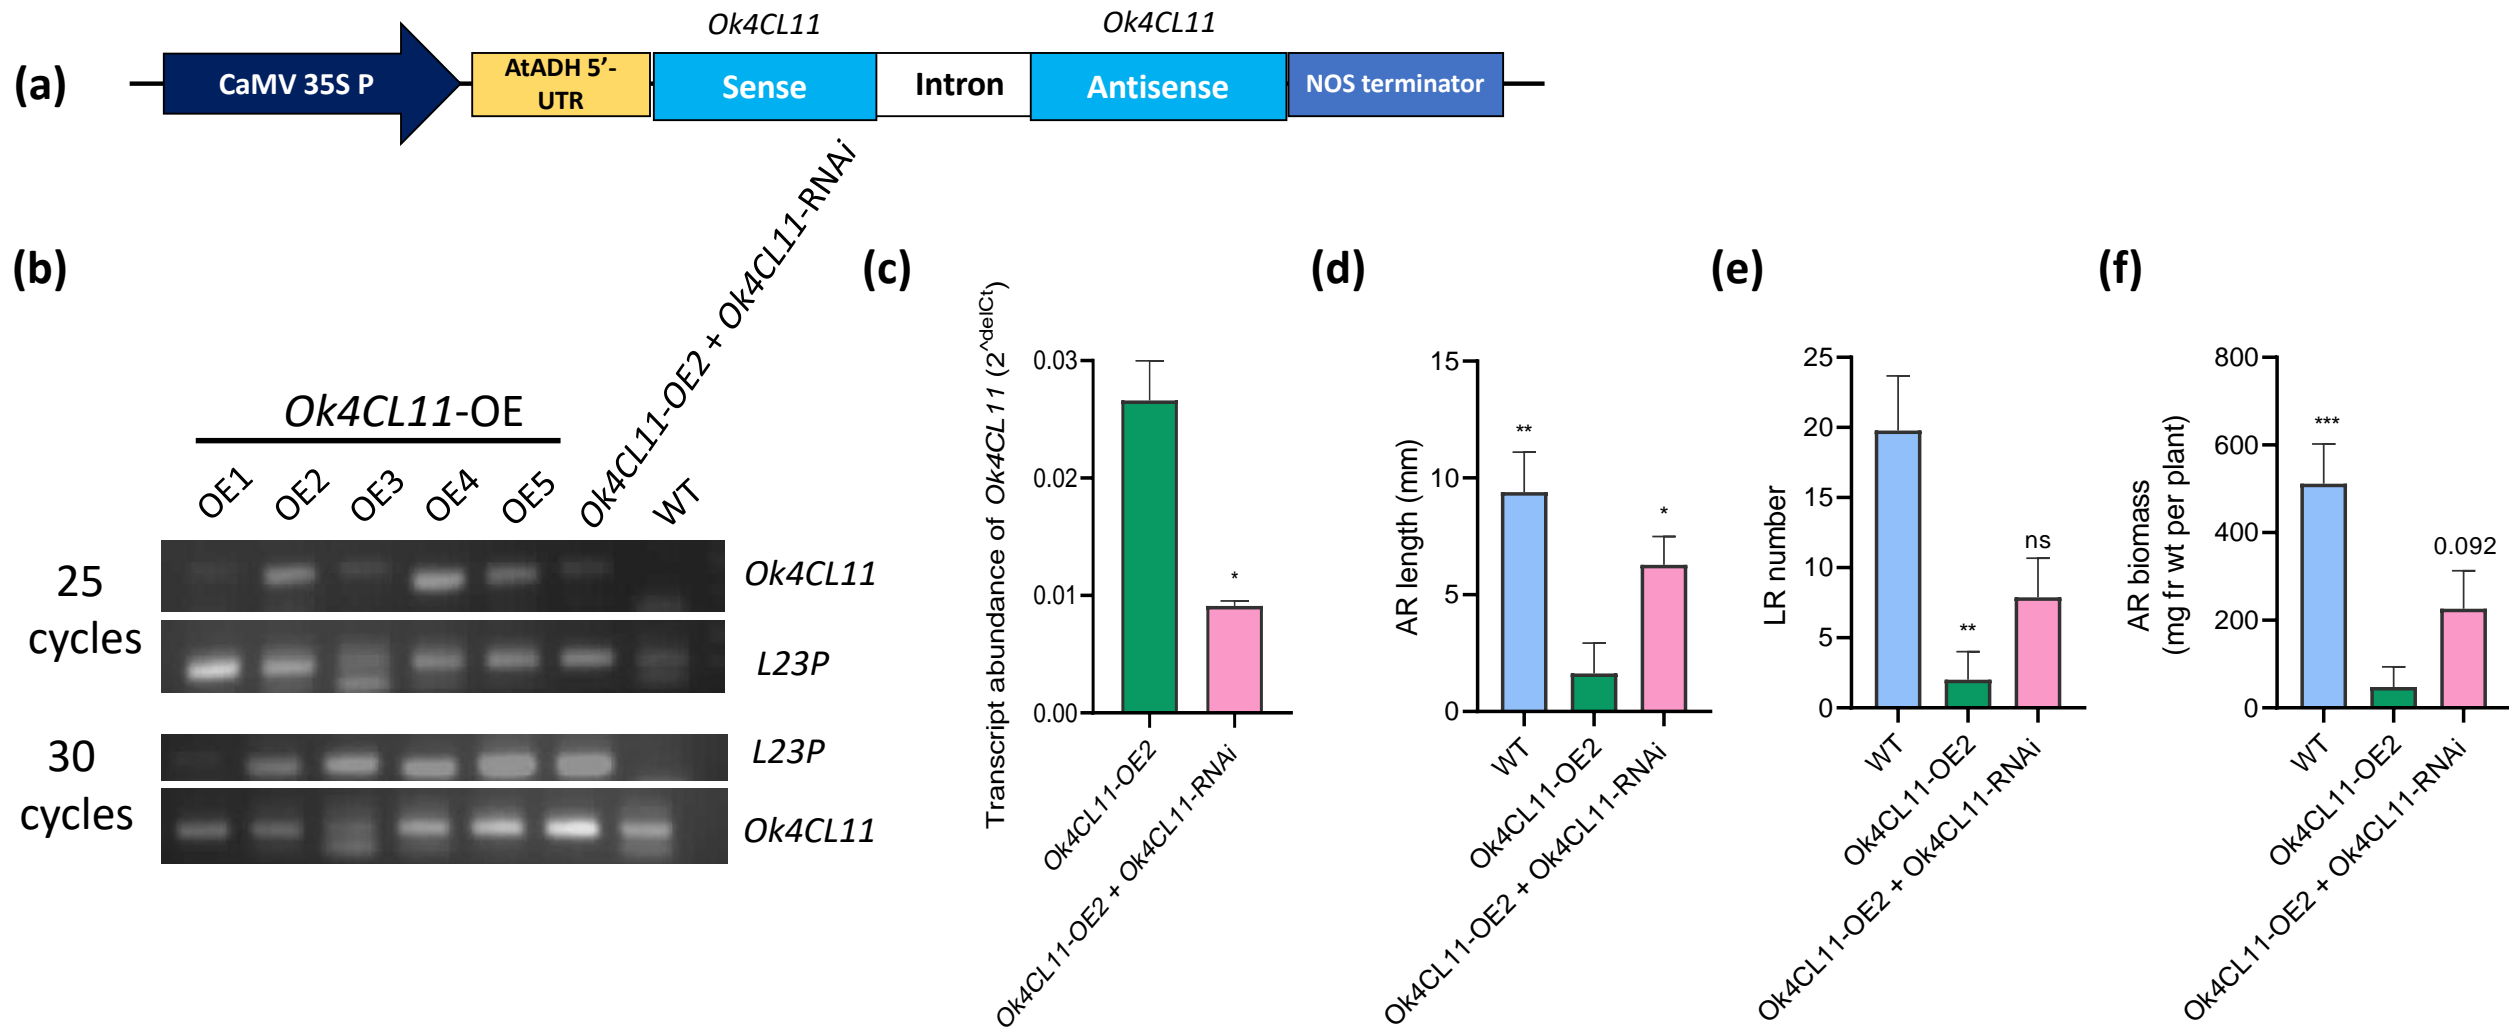 (a)
Ok4CL11
Ok4CL11
CaMV 35S P
AtADH 5’-
UTR
Sense
Intron
Antisense
NOS terminator
(b)
Ok4CL11-OE
OE1
OE2
OE3
OE4
OE5
Ok4CL11-OE2 + Ok4CL11-RNAi
WT
25
cycles
Ok4CL11
L23P
30
cycles
L23P
Ok4CL11
(c)
Transcript abundance of Ok4CL11 (2^delCt)
0.03
0.02
0.01
0.00
*
Ok4CL11-OE2
Ok4CL11-OE2 + Ok4CL11-RNAi
(d)
AR length (mm)
15
10
5
0
**
*
WT
Ok4CL11-OE2
Ok4CL11-OE2 + Ok4CL11-RNAi
(e)
LR number
25
20
15
10
5
0
**
ns
WT
Ok4CL11-OE2
Ok4CL11-OE2 + Ok4CL11-RNAi
(f)
AR biomass
(mg fr wt per plant)
800
600
400
200
0
***
0.092
WT
Ok4CL11-OE2
Ok4CL11-OE2 + Ok4CL11-RNAi